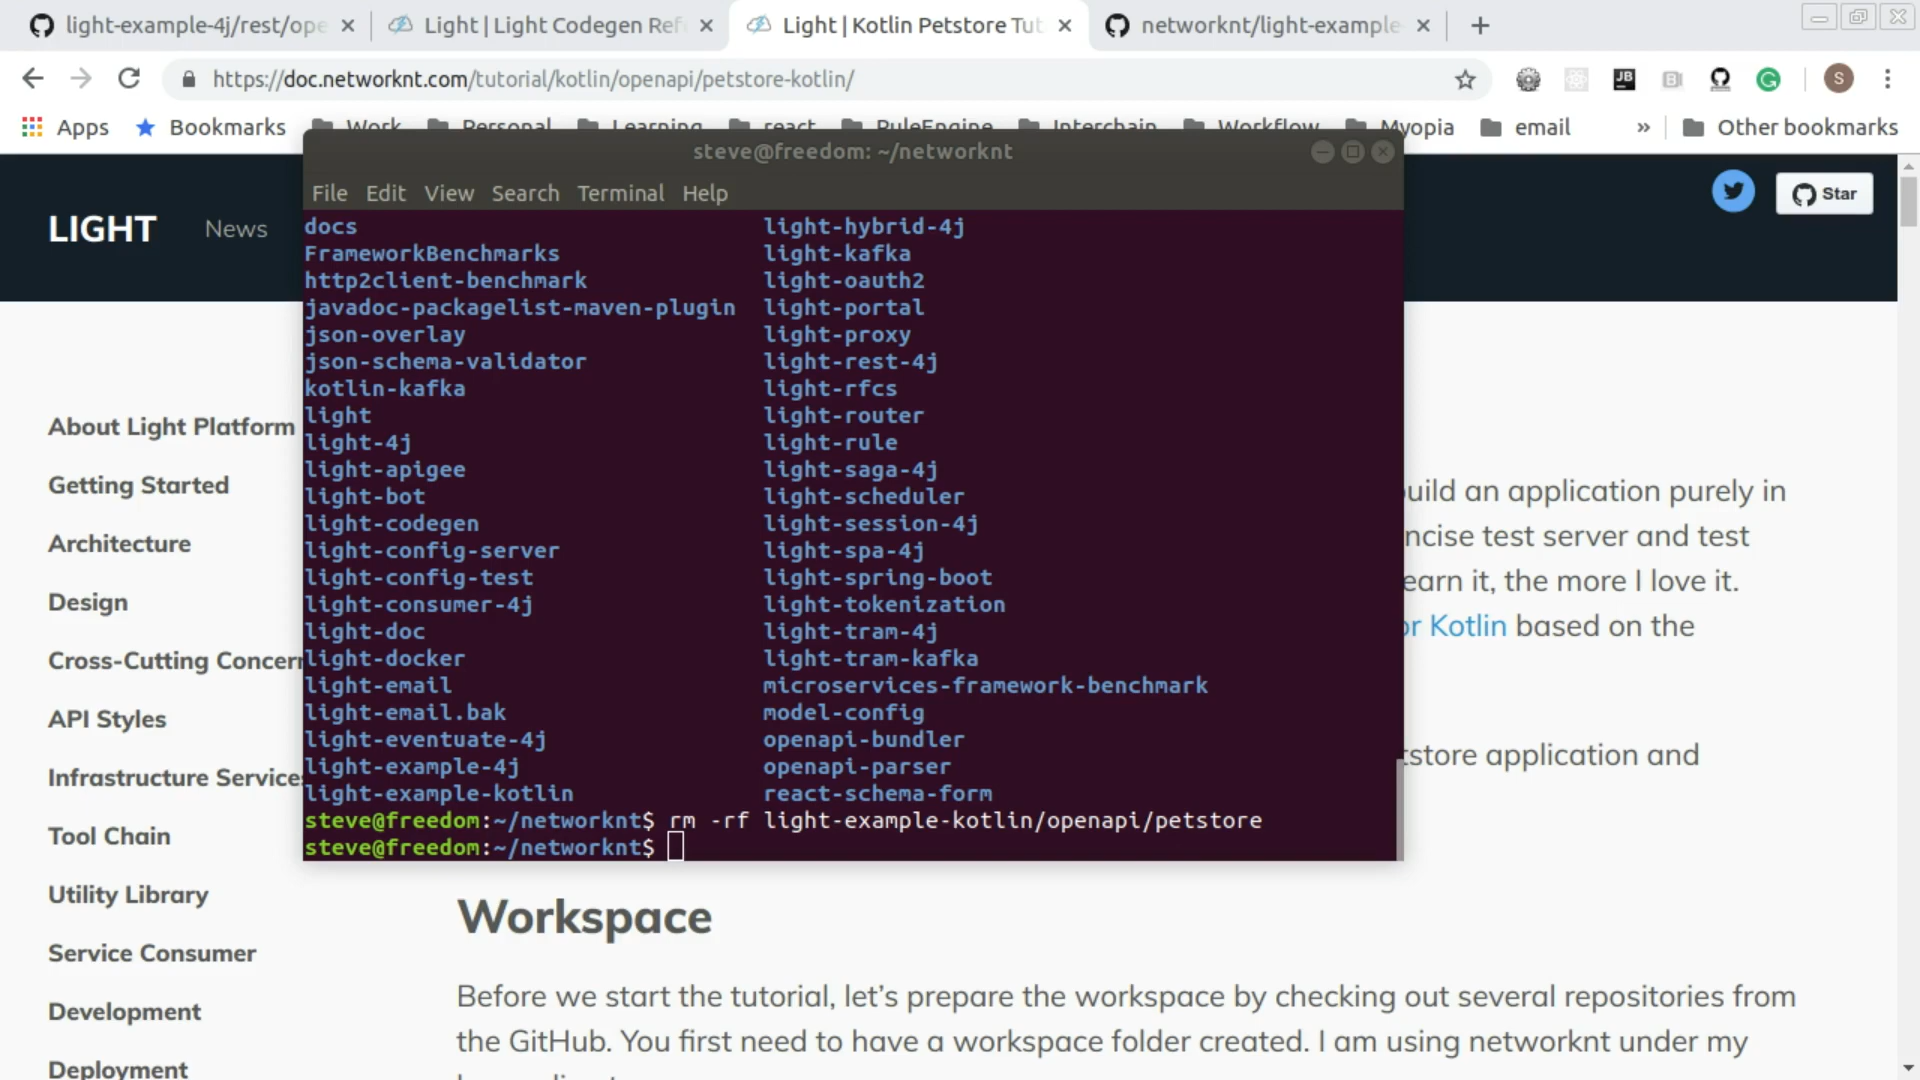 light-example-4j/rest/ope
Light | Light Codegen Ref
Light | Kotlin Petstore Tut
networknt/light-example-
https://doc.networknt.com/tutorial/kotlin/openapi/petstore-kotlin/
JB
S
Apps
Bookmarks
Work
Personal
Learning
react
RuleEngine
Interchain
Workflow
Myopia
email
»
Other bookmarks
steve@freedom: ~/networknt
File Edit View Search Terminal Help
LIGHT
News
Star
docs light-hybrid-4j
FrameworkBenchmarks light-kafka
http2client-benchmark light-oauth2
javadoc-packagelist-maven-plugin light-portal
json-overlay light-proxy
json-schema-validator light-rest-4j
kotlin-kafka light-rfcs
light light-router
light-4j light-rule
light-apigee light-saga-4j
light-bot light-scheduler
light-codegen light-session-4j
light-config-server light-spa-4j
light-config-test light-spring-boot
light-consumer-4j light-tokenization
light-doc light-tram-4j
light-docker light-tram-kafka
light-email microservices-framework-benchmark
light-email.bak model-config
light-eventuate-4j openapi-bundler
light-example-4j openapi-parser
light-example-kotlin react-schema-form
steve@freedom:~/networknt$ rm -rf light-example-kotlin/openapi/petstore
steve@freedom:~/networknt$
About Light Platform
Getting Started
Architecture
Design
Cross-Cutting Concern
API Styles
Infrastructure Services
Tool Chain
Utility Library
Service Consumer
Development
Deployment
uild an application purely in
ncise test server and test
earn it, the more I love it.
or Kotlin based on the
tstore application and
Workspace
Before we start the tutorial, let's prepare the workspace by checking out several repositories from
the GitHub. You first need to have a workspace folder created. I am using networknt under my